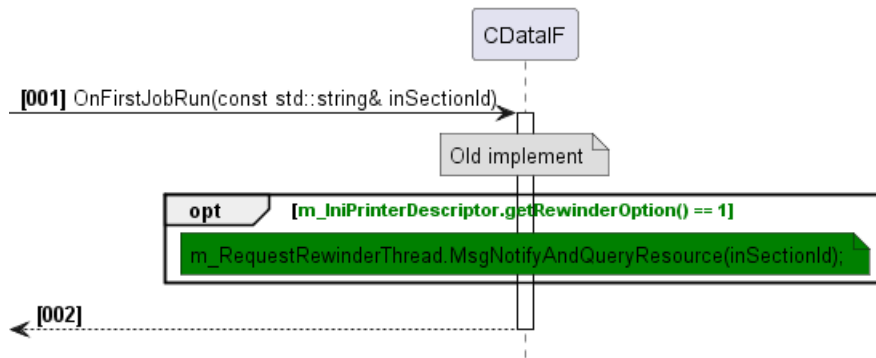 CDataIF
[001] OnFirstJobRun(const std::string& inSectionId)
Old implement
opt [m_IniPrinterDescriptor.getRewinderOption() == 1]
m_RequestRewinderThread.MsgNotifyAndQueryResource(inSectionId);
[002]